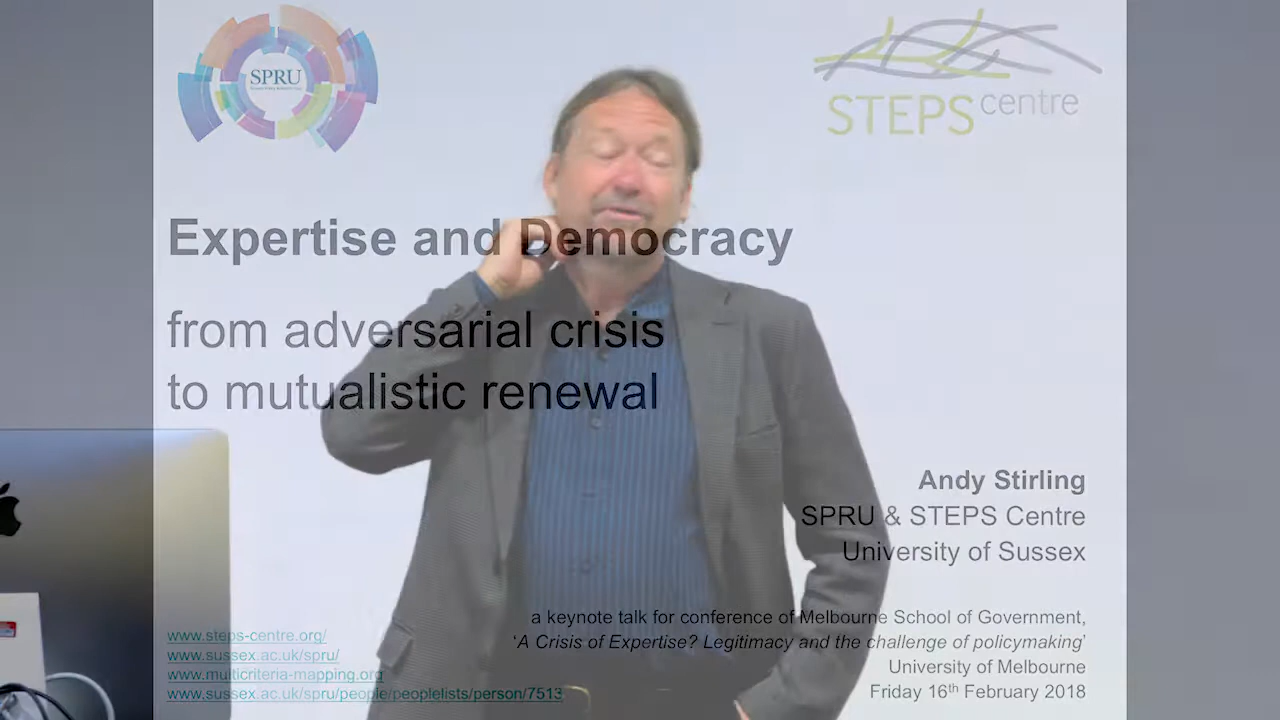 SPRU
STEPS centre
Expertise and Democracy
from adversarial crisis
to mutualistic renewal
Andy Stirling
SPRU & STEPS Centre
University of Sussex
a keynote talk for conference of Melbourne School of Government,
‘A Crisis of Expertise? Legitimacy and the challenge of policymaking’
University of Melbourne
Friday 16th February 2018
www.steps-centre.org/
www.sussex.ac.uk/spru/
www.multicriteria-mapping.org
www.sussex.ac.uk/spru/people/peoplelists/person/7513